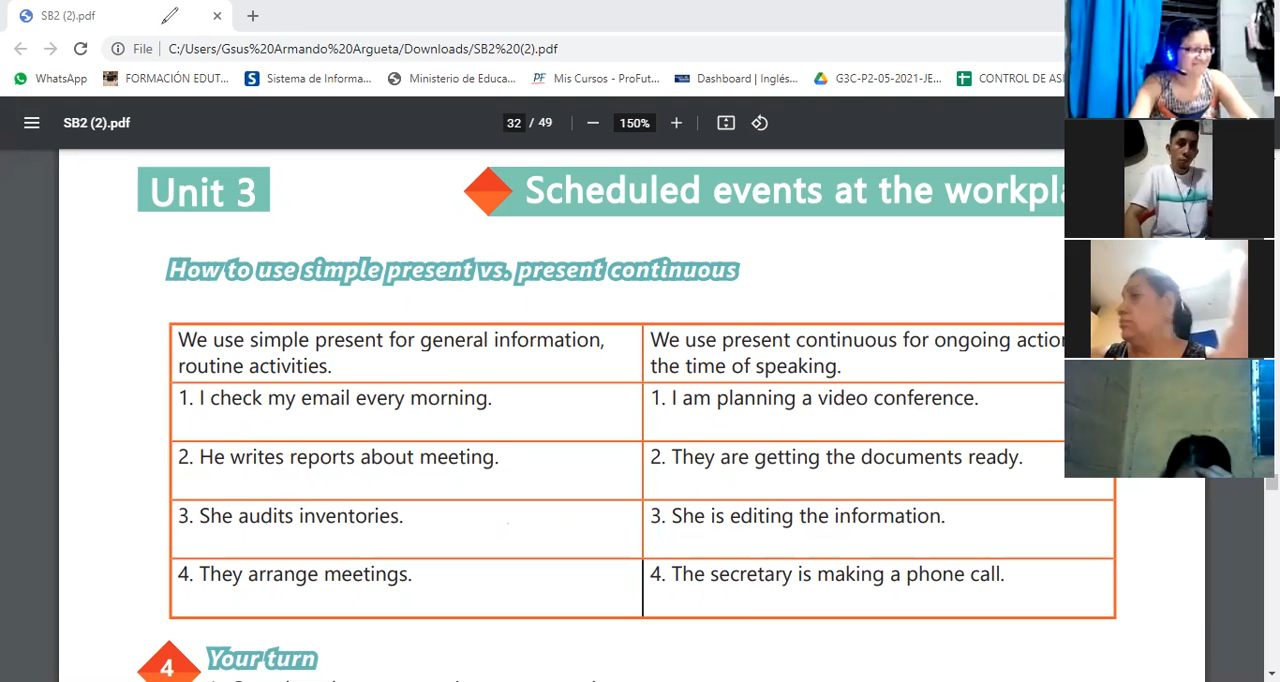 SB2 (2).pdf
File | C:/Users/Gsus%20Armando%20Argueta/Downloads/SB2%20(2).pdf
WhatsApp FORMACIÓN EDUT... Sistema de Informa... Ministerio de Educa... Mis Cursos - ProFut... Dashboard | Inglés... G3C-P2-05-2021-JE... CONTROL DE ASI
SB2 (2).pdf 32 / 49 150%
Unit 3 Scheduled events at the workpla
How to use simple present vs. present continuous
We use simple present for general information, We use present continuous for ongoing action
routine activities. the time of speaking.
1. I check my email every morning. 1. I am planning a video conference.
2. He writes reports about meeting. 2. They are getting the documents ready.
3. She audits inventories. 3. She is editing the information.
4. They arrange meetings. 4. The secretary is making a phone call.
4 Your turn